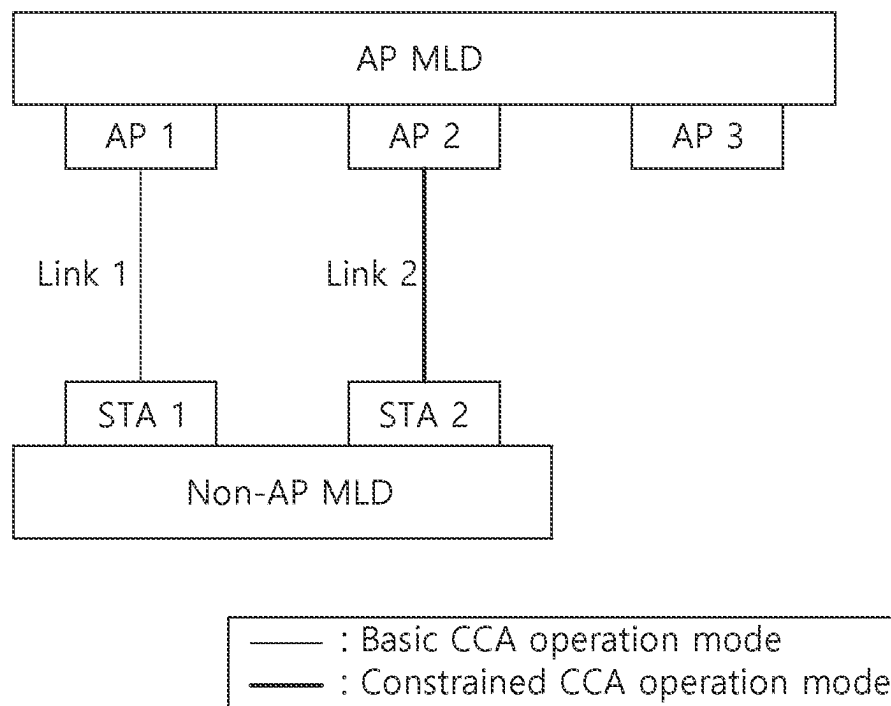 AP MLD
AP 1
AP 2
AP 3
Link 1
Link 2
STA 1
STA 2
Non-AP MLD
: Basic CCA operation mode
: Constrained CCA operation mode